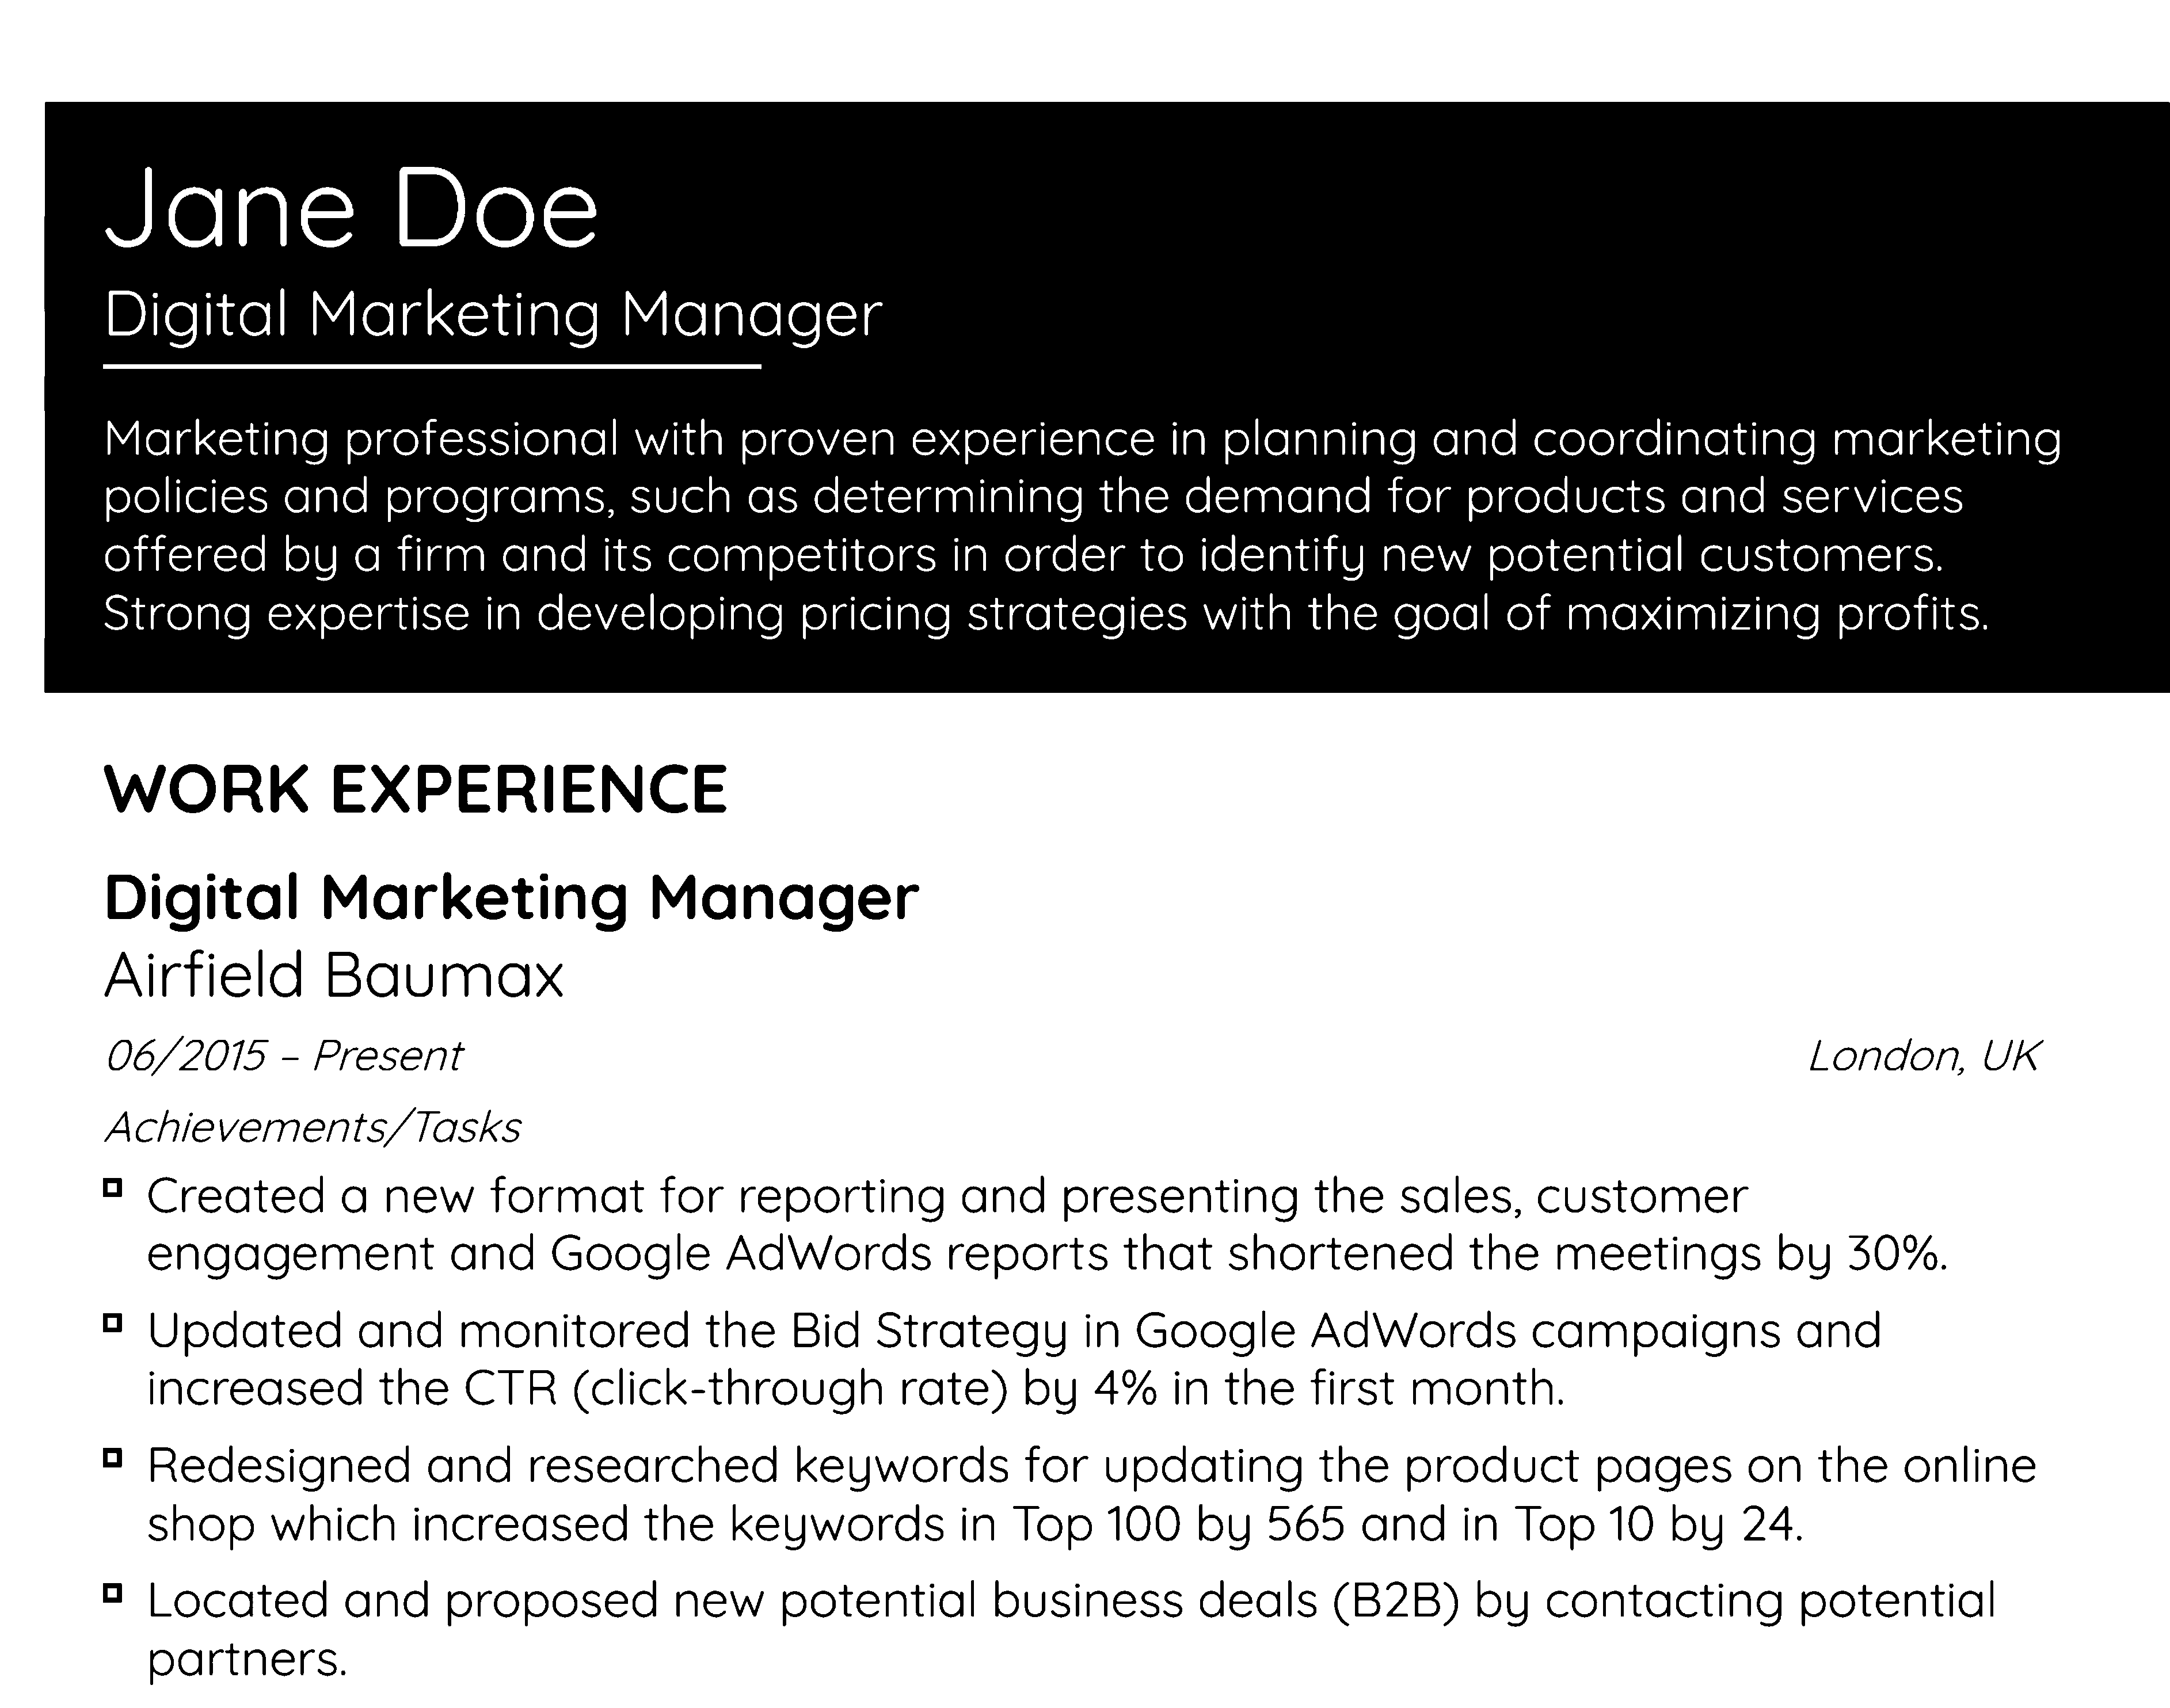 Jane Doe
Digital Marketing Manager
Marketing professional with proven experience in planning and coordinating marketing
policies and programs, such as determining the demand for products and services
offered by a firm and its competitors in order to identify new potential customers.
Strong expertise in developing pricing strategies with the goal of maximizing profits.
WORK EXPERIENCE
Digital Marketing Manager
Airfield Baumax
06/2015 – Present London, UK
Achievements/Tasks
Created a new format for reporting and presenting the sales, customer
engagement and Google AdWords reports that shortened the meetings by 30%.
Updated and monitored the Bid Strategy in Google AdWords campaigns and
increased the CTR (click-through rate) by 4% in the first month.
Redesigned and researched keywords for updating the product pages on the online
shop which increased the keywords in Top 100 by 565 and in Top 10 by 24.
Located and proposed new potential business deals (B2B) by contacting potential
partners.